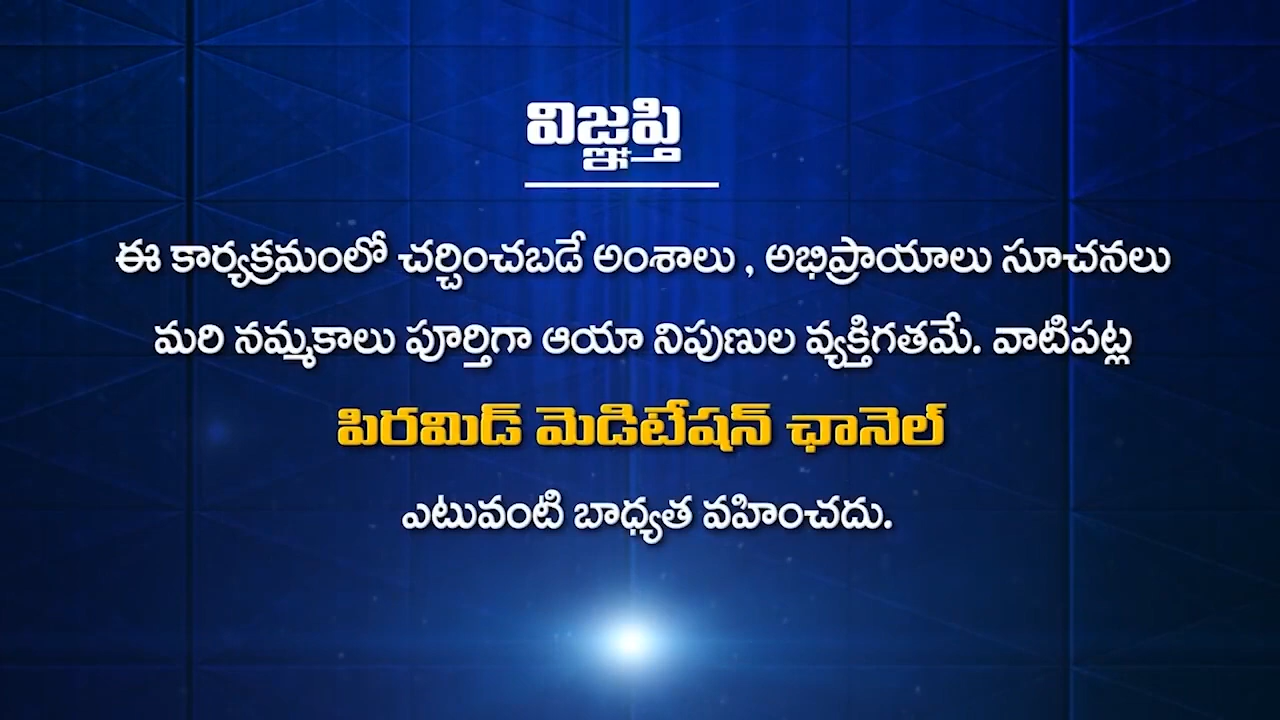 విజ్ఞప్తి
ఈ కార్యక్రమంలో చర్చించబడే అంశాలు , అభిప్రాయాలు సూచనలు
మరి నమ్మకాలు పూర్తిగా ఆయా నిపుణుల వ్యక్తిగతమే. వాటిపట్ల
పిరమిడ్ మెడిటేషన్ ఛానెల్
ఎటువంటి బాధ్యత వహించదు.